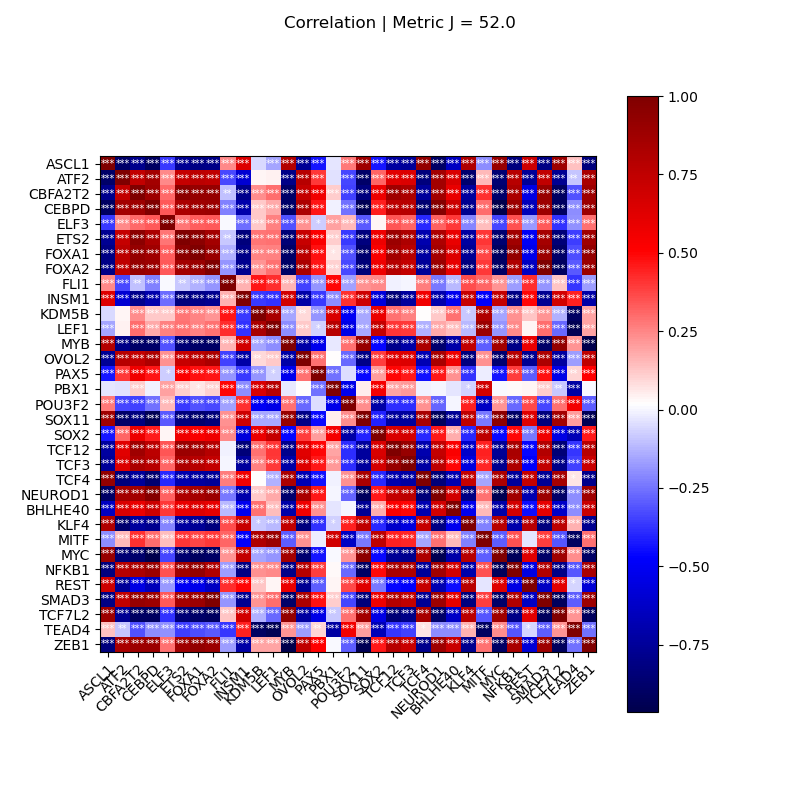 Correlation | Metric J = 52.0
ASCL1
ATF2
CBFA2T2
CEBPD
ELF3
ETS2
FOXA1
FOXA2
FLI1
INSM1
KDM5B
LEF1
MYB
OVOL2
PAX5
PBX1
POU3F2
SOX11
SOX2
TCF12
TCF3
TCF4
NEUROD1
BHLHE40
KLF4
MITF
MYC
NFKB1
REST
SMAD3
TCF7L2
TEAD4
ZEB1
ASCL1
ATF2
CBFA2T2
CEBPD
ELF3
ETS2
FOXA1
FOXA2
FLI1
INSM1
KDM5B
LEF1
MYB
OVOL2
PAX5
PBX1
POU3F2
SOX11
SOX2
TCF12
TCF3
TCF4
NEUROD1
BHLHE40
KLF4
MITF
MYC
NFKB1
REST
SMAD3
TCF7L2
TEAD4
ZEB1
1.00
0.75
0.50
0.25
0.00
−0.25
−0.50
−0.75